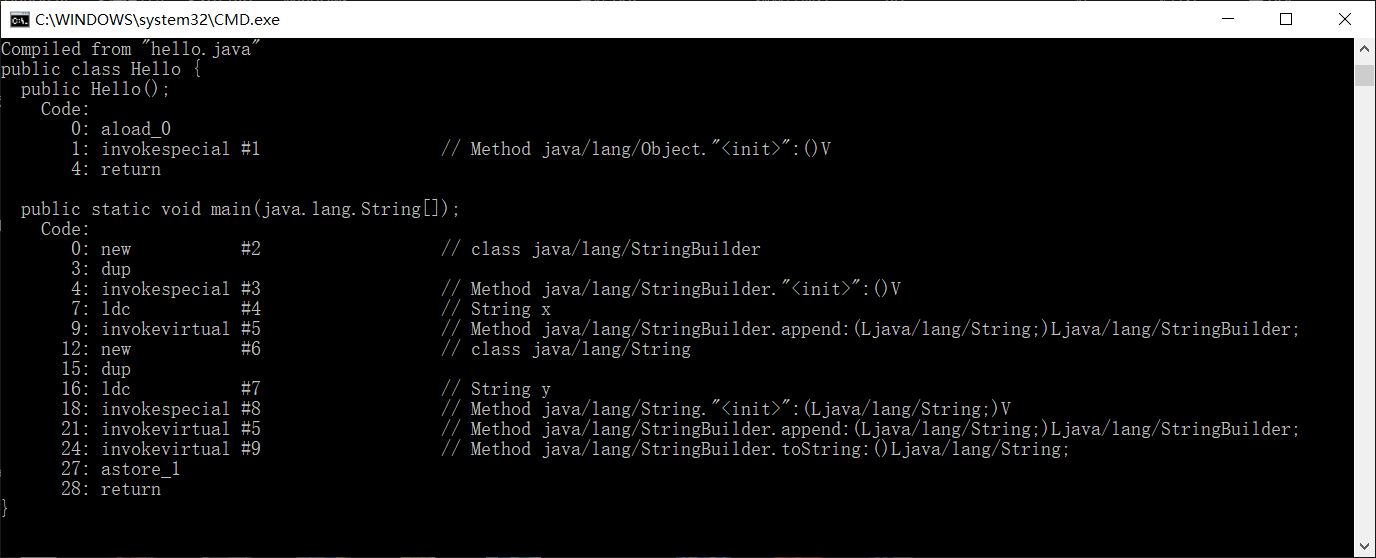 C:\WINDOWS\system32\CMD.exe
Compiled from "hello.java"
public class Hello {
  public Hello();
    Code:
       0: aload_0
       1: invokespecial #1                  // Method java/lang/Object."<init>":()V
       4: return

  public static void main(java.lang.String[]);
    Code:
       0: new           #2                  // class java/lang/StringBuilder
       3: dup
       4: invokespecial #3                  // Method java/lang/StringBuilder."<init>":()V
       7: ldc           #4                  // String x
       9: invokevirtual #5                  // Method java/lang/StringBuilder.append:(Ljava/lang/String;)Ljava/lang/StringBuilder;
      12: new           #6                  // class java/lang/String
      15: dup
      16: ldc           #7                  // String y
      18: invokespecial #8                  // Method java/lang/String."<init>":(Ljava/lang/String;)V
      21: invokevirtual #5                  // Method java/lang/StringBuilder.append:(Ljava/lang/String;)Ljava/lang/StringBuilder;
      24: invokevirtual #9                  // Method java/lang/StringBuilder.toString:()Ljava/lang/String;
      27: astore_1
      28: return
}